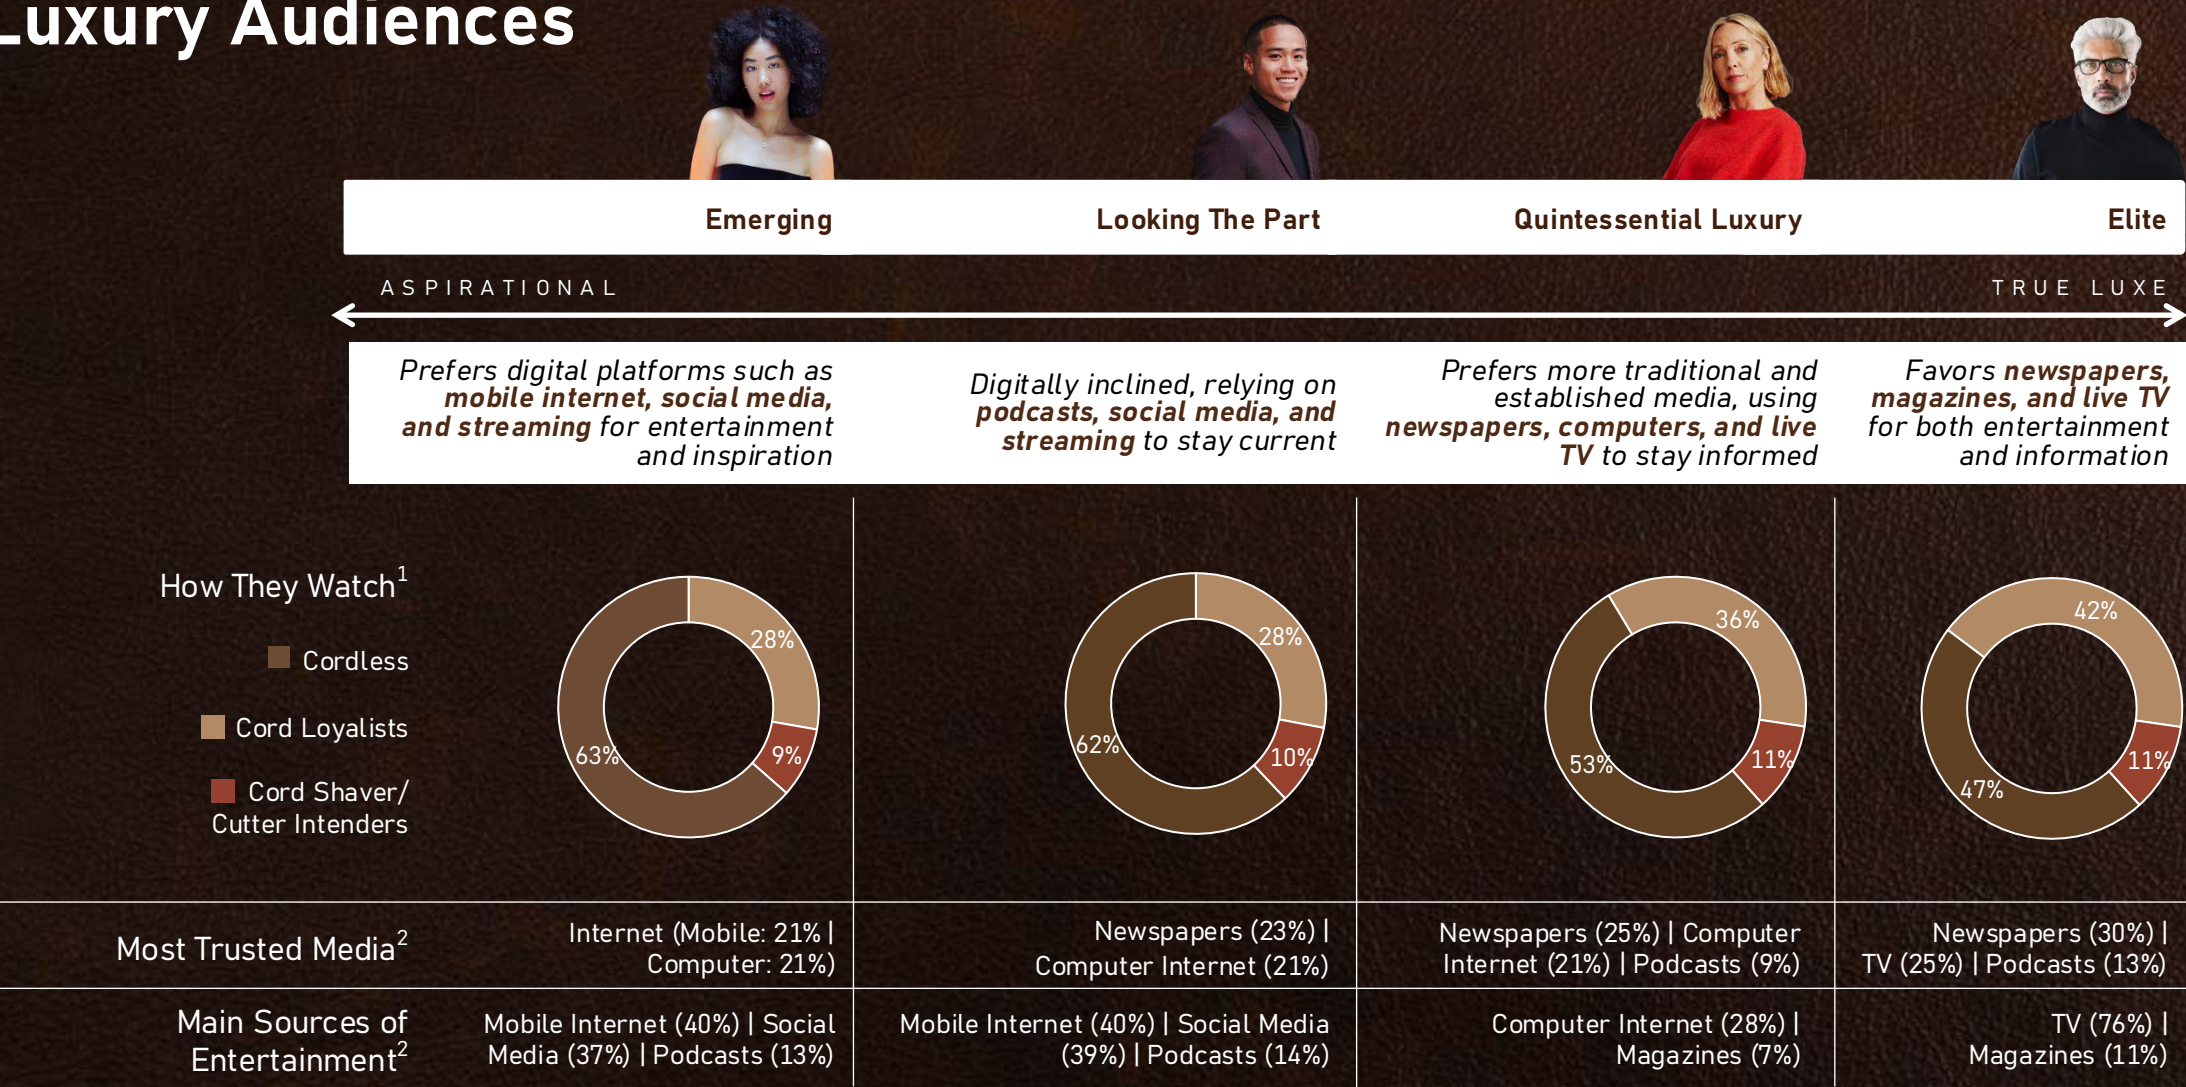 Luxury Audiences
Emerging
Looking The Part
Quintessential Luxury
Elite
ASPIRATIONAL
TRUE LUXE
Prefers digital platforms such as
mobile internet, social media,
and streaming for entertainment
and inspiration
Digitally inclined, relying on
podcasts, social media, and
streaming to stay current
Prefers more traditional and
established media, using
newspapers, computers, and live
TV to stay informed
Favors newspapers,
magazines, and live TV
for both entertainment
and information
How They Watch1
Cordless
Cord Loyalists
Cord Shaver/
Cutter Intenders
28%
9%
63%
28%
10%
62%
36%
11%
53%
42%
11%
47%
Most Trusted Media2
Internet (Mobile: 21% |
Computer: 21%)
Newspapers (23%) |
Computer Internet (21%)
Newspapers (25%) | Computer
Internet (21%) | Podcasts (9%)
Newspapers (30%) |
TV (25%) | Podcasts (13%)
Main Sources of
Entertainment2
Mobile Internet (40%) | Social
Media (37%) | Podcasts (13%)
Mobile Internet (40%) | Social Media
(39%) | Podcasts (14%)
Computer Internet (28%) |
Magazines (7%)
TV (76%) |
Magazines (11%)